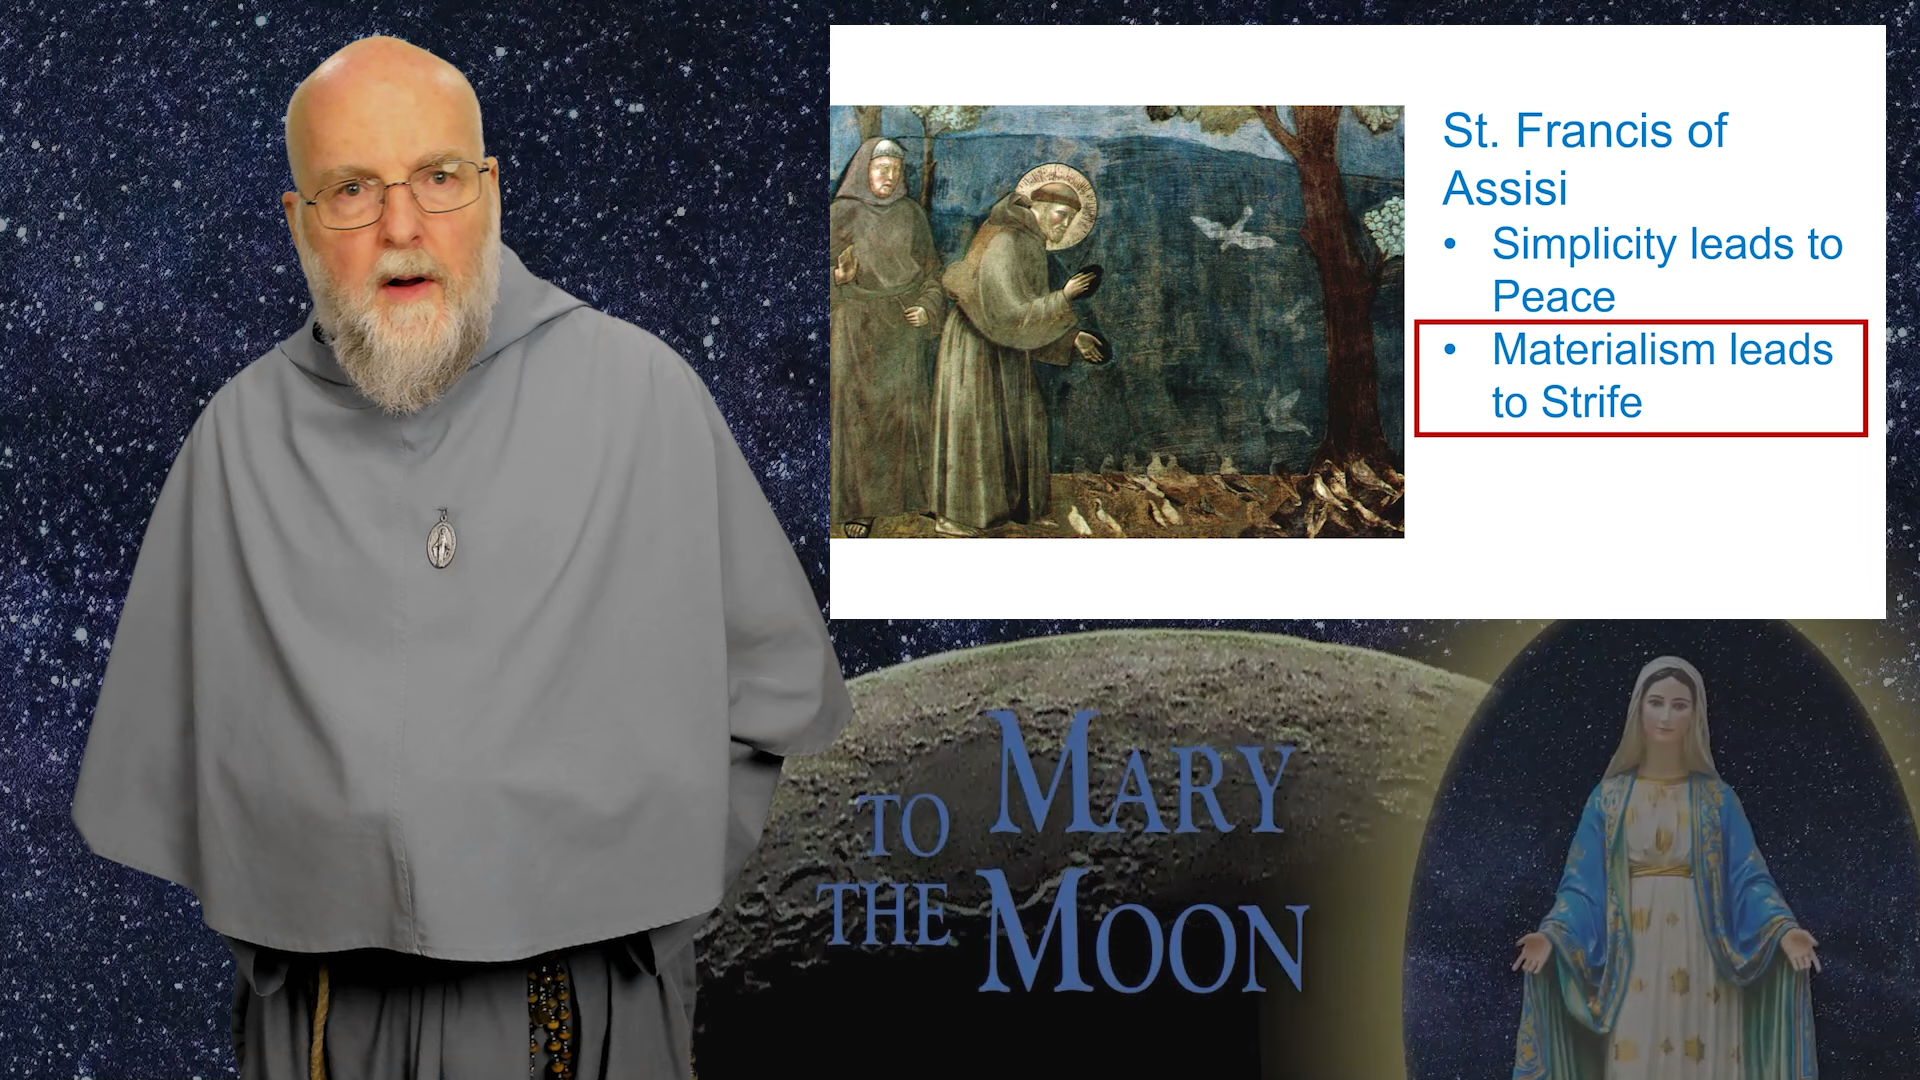 St. Francis of
Assisi
• Simplicity leads to
Peace
• Materialism leads
to Strife
TO MARY
THE MOON